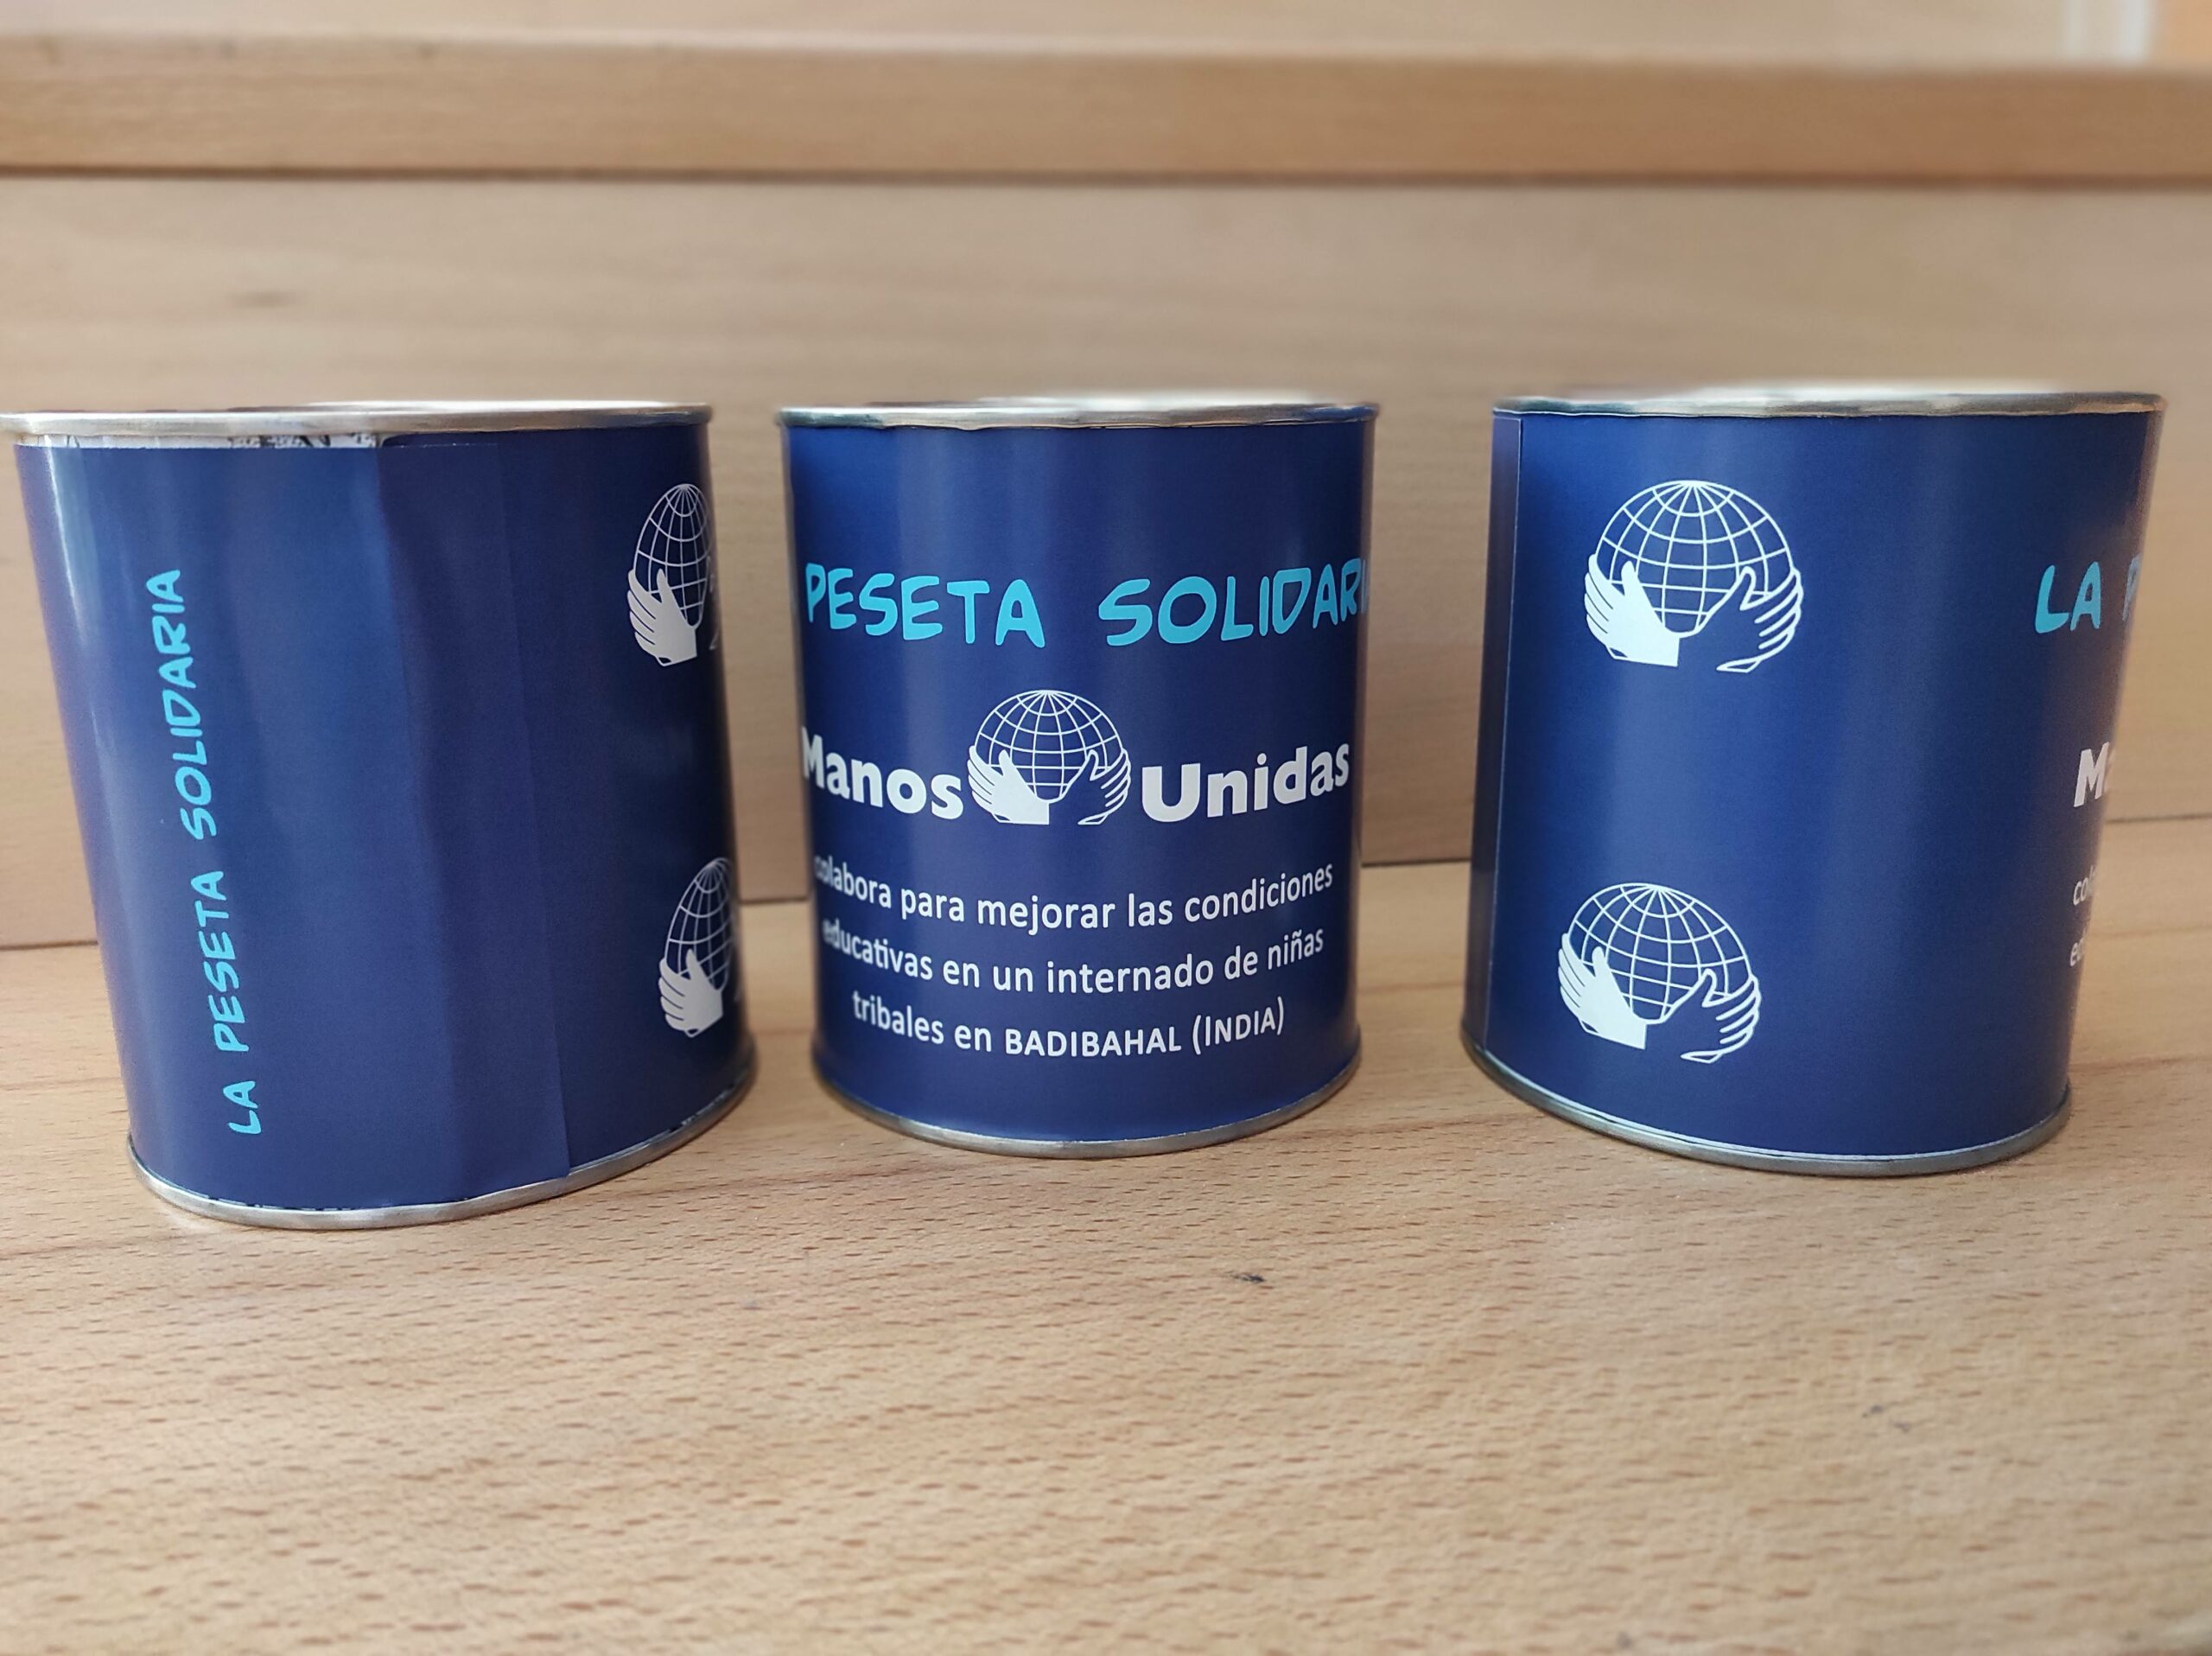 LA PESETA SOLIDARIA
PESETA SOLIDARI
Manos Unidas
colabora para mejorar las condiciones
educativas en un internado de niñas
tribales en BADIBAHAL (INDIA)
LA P
Ma